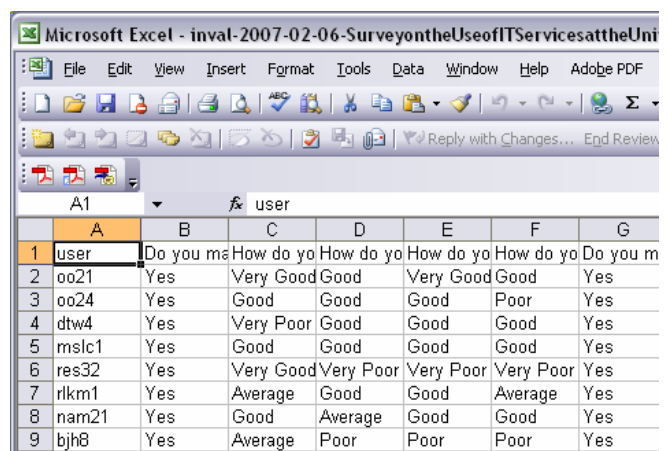 Microsoft Excel - inval-2007-02-06-SurveyontheUseofITServicesattheUni
File Edit View Insert Format Tools Data Window Help Adobe PDF
ABC Σ
Reply with Changes... End Review
A1 fx user
A B C D E F G
1 user Do you ma How do yo How do yo How do yo How do yo Do you m
2 oo21 Yes Very Good Good Very Good Good Yes
3 oo24 Yes Good Good Good Poor Yes
4 dtw4 Yes Very Poor Good Good Good Yes
5 mslc1 Yes Good Good Good Good Yes
6 res32 Yes Very Good Very Poor Very Poor Very Poor Yes
7 rlkm1 Yes Average Good Good Average Yes
8 nam21 Yes Good Average Good Good Yes
9 bjh8 Yes Average Poor Poor Poor Yes